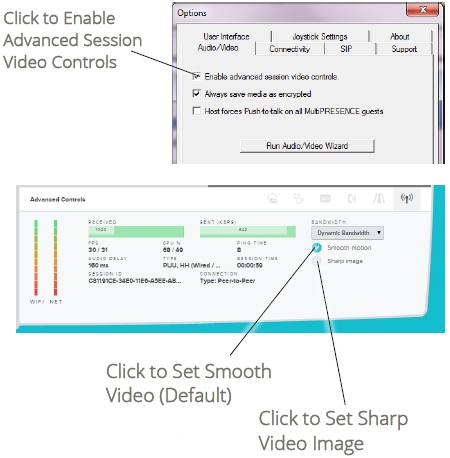 Click to Enable
Advanced Session
Video Controls
Options
User Interface Joystick Settings About
Audio/Video Connectivity SIP Support
Enable advanced session video controls.
Always save media as encrypted
Host forces Push-to-talk on all MultiPRESENCE guests
Run Audio/Video Wizard
Advanced Controls
RECEIVED SENT (KBPS) BANDWIDTH
1023 942 Dynamic Bandwidth
FPS CPU % PING TIME Smooth motion
30 / 31 68 / 49 8
AUDIO DELAY TYPE SESSION TIME Sharp image
160 ms PUU, HH (Wired / ... 00:00:59
SESSION ID CONNECTION
C81191CE-34E0-11E6-A5EE-AB... Type: Peer-to-Peer
WIFI NET
Click to Set Smooth
Video (Default)
Click to Set Sharp
Video Image